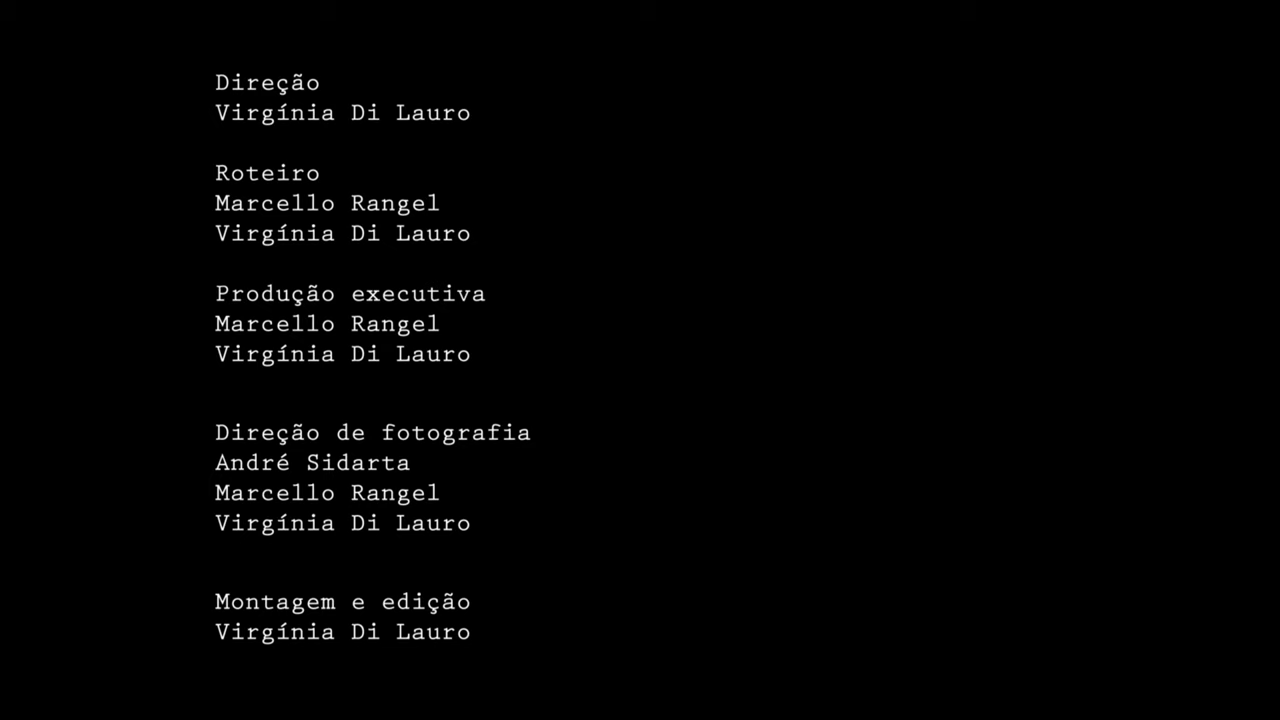 Direção
Virgínia Di Lauro
Roteiro
Marcello Rangel
Virgínia Di Lauro
Produção executiva
Marcello Rangel
Virgínia Di Lauro
Direção de fotografia
André Sidarta
Marcello Rangel
Virgínia Di Lauro
Montagem e edição
Virgínia Di Lauro